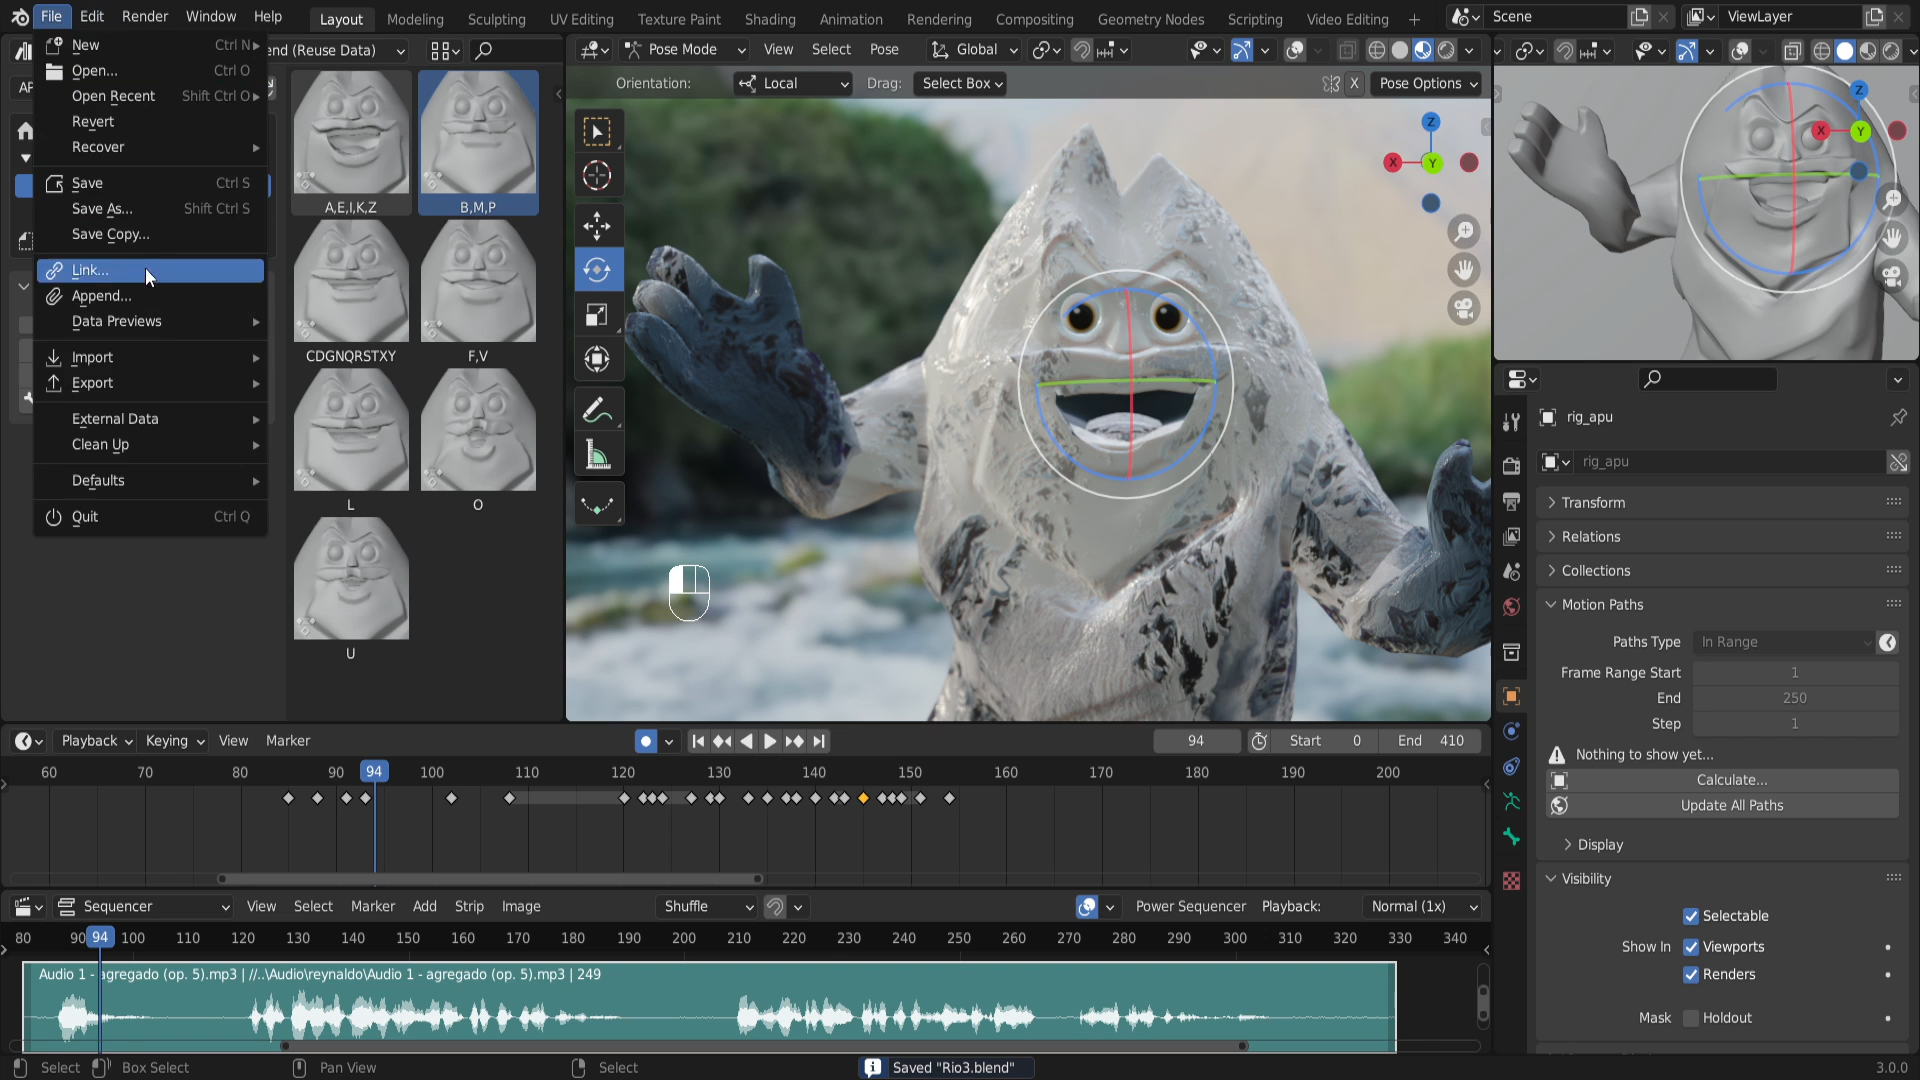 File Edit Render Window Help
Layout Modeling Sculpting UV Editing Texture Paint Shading Animation Rendering Compositing Geometry Nodes Scripting Video Editing +
Scene
ViewLayer
New Ctrl N
Open... Ctrl O
Open Recent Shift Ctrl O
Revert
Recover
Save Ctrl S
Save As... Shift Ctrl S
Save Copy...
Link...
Append...
Data Previews
Import
Export
External Data
Clean Up
Defaults
Quit Ctrl Q
end (Reuse Data)
A,E,I,K,Z
B,M,P
CDGNQRSTXY
F,V
L
O
U
Pose Mode View Select Pose Global
Orientation: Local Drag: Select Box X Pose Options
Z
X Y
Z
X Y
rig_apu
rig_apu
Transform
Relations
Collections
Motion Paths
Paths Type In Range
Frame Range Start 1
End 250
Step 1
Nothing to show yet...
Calculate...
Update All Paths
Display
Visibility
Selectable
Show In Viewports
Renders
Mask Holdout
Playback Keying View Marker
94 Start 0 End 410
60 70 80 90 94 100 110 120 130 140 150 160 170 180 190 200
Sequencer View Select Marker Add Strip Image Shuffle Power Sequencer Playback: Normal (1x)
80 90 94 100 110 120 130 140 150 160 170 180 190 200 210 220 230 240 250 260 270 280 290 300 310 320 330 340
Audio 1 - agregado (op. 5).mp3 | //..\Audio\reynaldo\Audio 1 - agregado (op. 5).mp3 | 249
Select Box Select Pan View Select Saved "Rio3.blend" 3.0.0